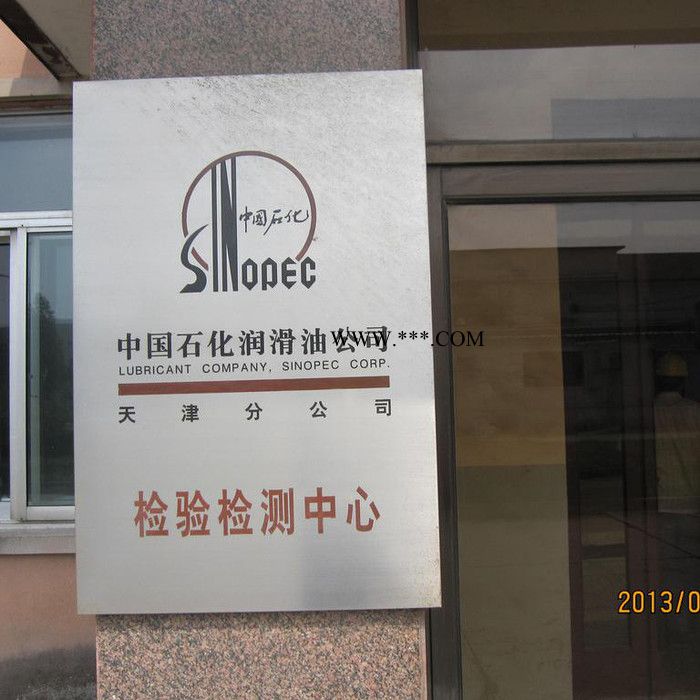 中国石化
SINOPEC
中国石化润滑油公司
WWW.***.COM
LUBRICANT COMPANY, SINOPEC CORP.
天津分公司
检验检测中心
2013/0